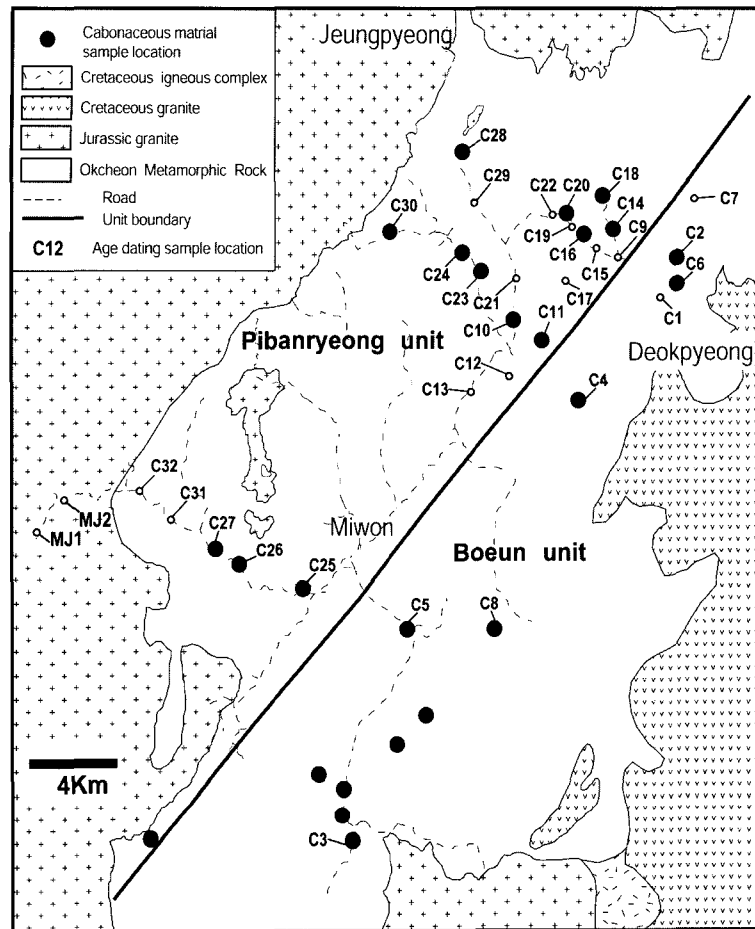 Cabonaceous matrial
sample location
Cretaceous igneous complex
Cretaceous granite
Jurassic granite
Okcheon Metamorphic Rock
Road
Unit boundary
C12 Age dating sample location
Jeungpyeong
C28
C29
C30
C22
C20
C18
C7
C19
C14
C9
C2
C16
C15
C24
C6
C23
C21
C17
C1
C10
C11
Pibanryeong unit
Deokpyeong
C12
C13
C4
C32
MJ2
C31
MJ1
C27
Miwon
C26
Boeun unit
C25
C5
C8
4Km
C3